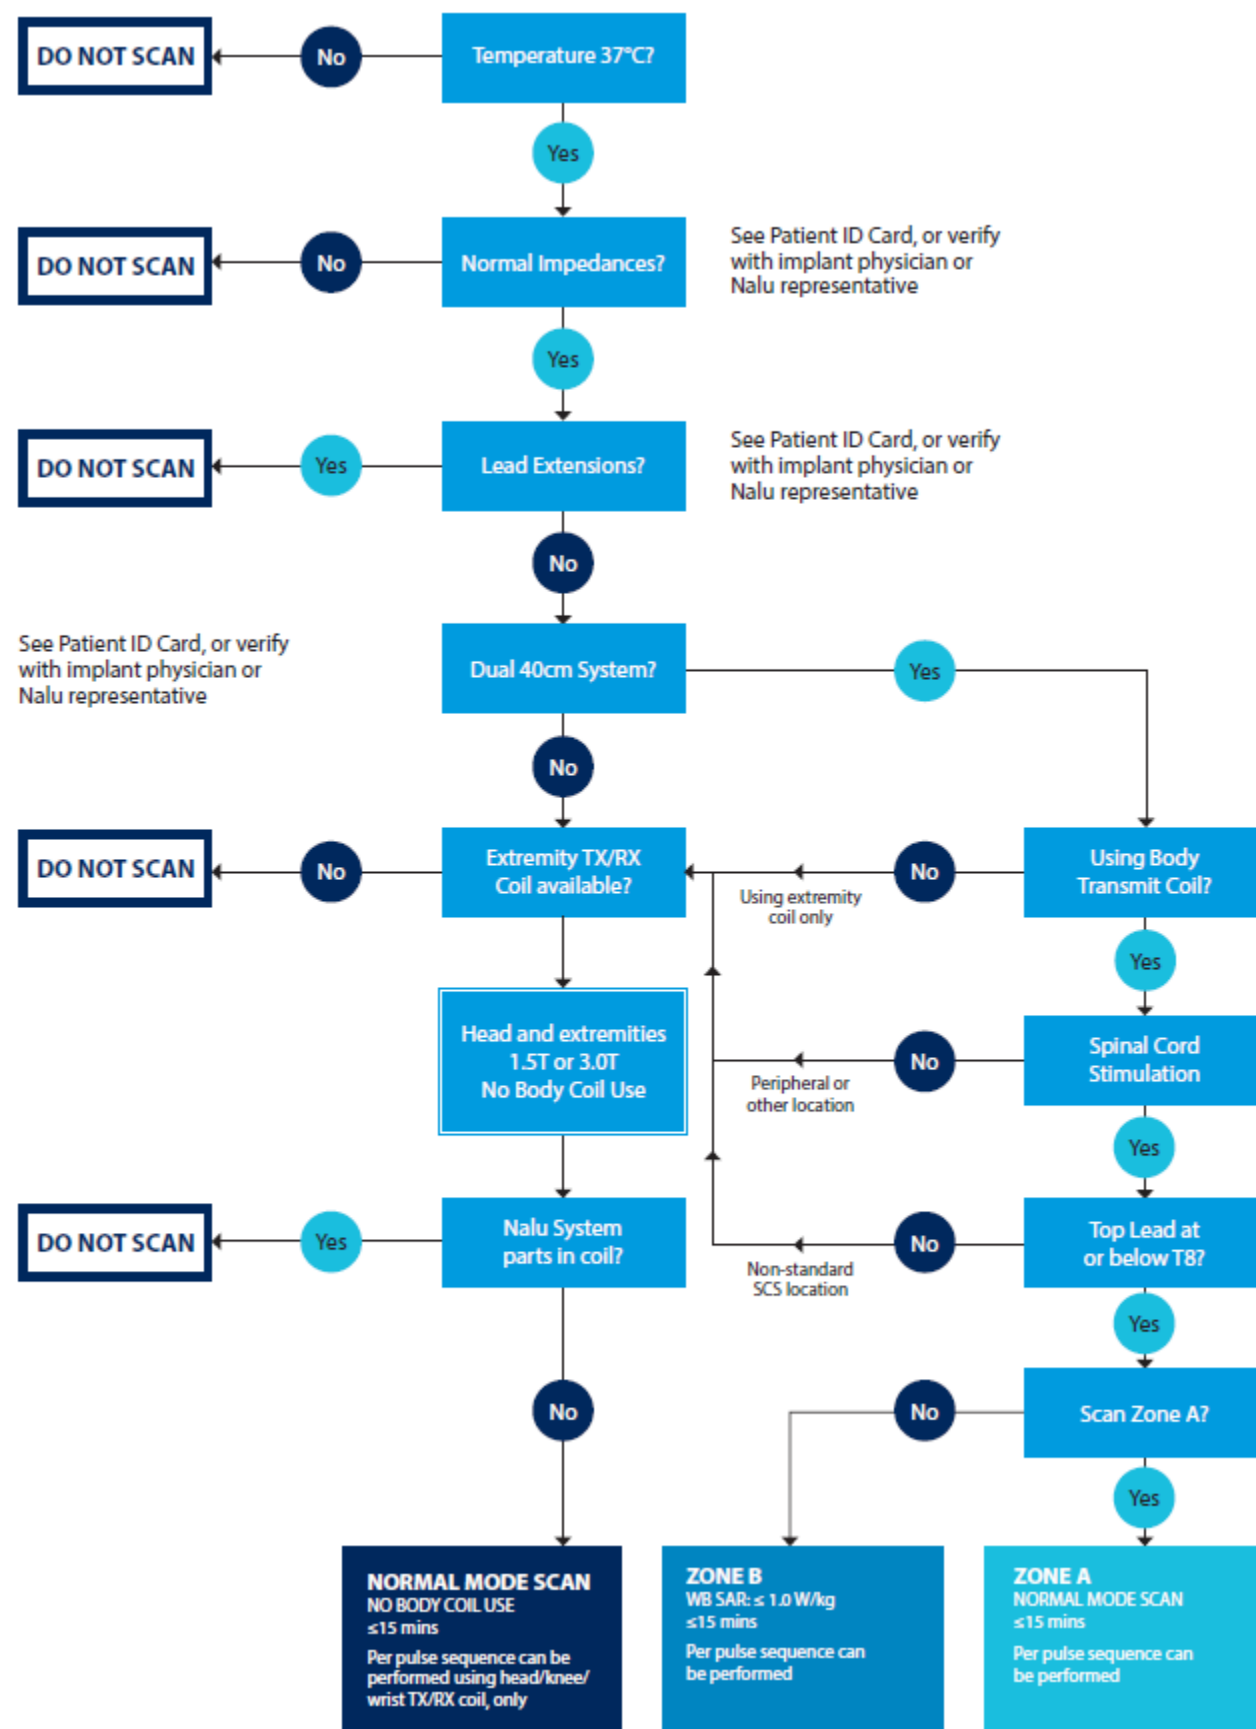 DO NOT SCAN
No
Temperature 37°C?
Yes
DO NOT SCAN
No
Normal Impedances?
See Patient ID Card, or verify
with implant physician or
Nalu representative
Yes
DO NOT SCAN
Yes
Lead Extensions?
See Patient ID Card, or verify
with implant physician or
Nalu representative
No
See Patient ID Card, or verify
with implant physician or
Nalu representative
Dual 40cm System?
Yes
No
DO NOT SCAN
No
Extremity TX/RX
Coil available?
Using extremity
coil only
No
Using Body
Transmit Coil?
Yes
Head and extremities
1.5T or 3.0T
No Body Coil Use
Peripheral or
other location
No
Spinal Cord
Stimulation
Yes
DO NOT SCAN
Yes
Nalu System
parts in coil?
Non-standard
SCS location
No
Top Lead at
or below T8?
Yes
No
No
Scan Zone A?
Yes
NORMAL MODE SCAN
NO BODY COIL USE
≤15 mins
Per pulse sequence can be
performed using head/knee/
wrist TX/RX coil, only
ZONE B
WB SAR: ≤ 1.0 W/kg
≤15 mins
Per pulse sequence can
be performed
ZONE A
NORMAL MODE SCAN
≤15 mins
Per pulse sequence can
be performed